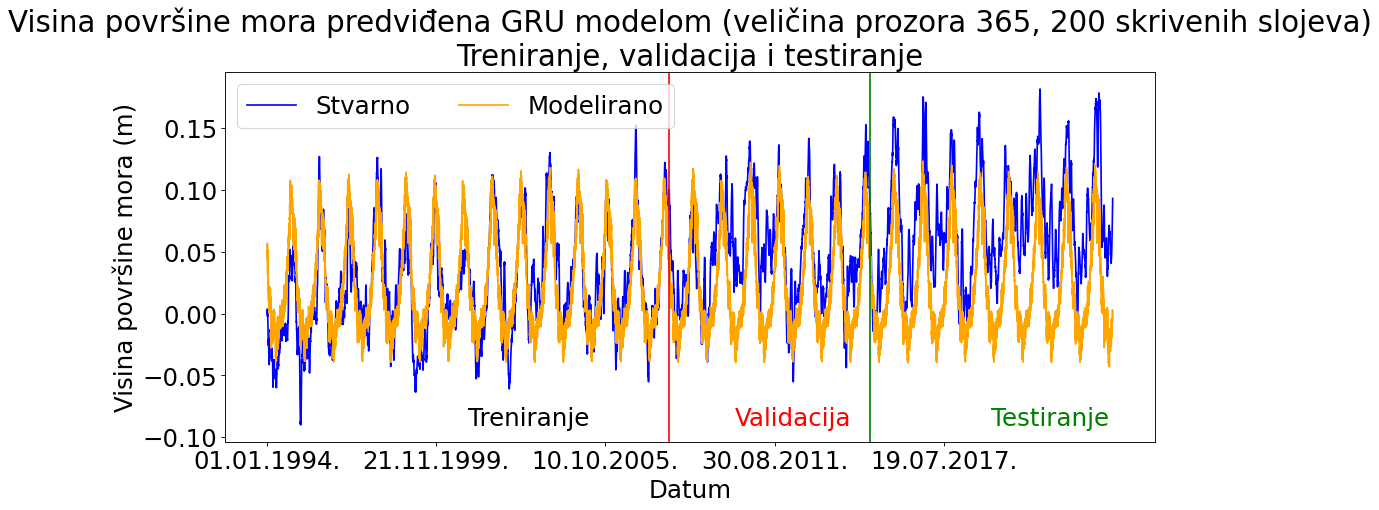 Visina površine mora predviđena GRU modelom (veličina prozora 365, 200 skrivenih slojeva)
Treniranje, validacija i testiranje
Stvarno
Modelirano
Visina površine mora (m)
0.15
0.10
0.05
0.00
−0.05
−0.10
Treniranje
Validacija
Testiranje
01.01.1994.
21.11.1999.
10.10.2005.
30.08.2011.
19.07.2017.
Datum